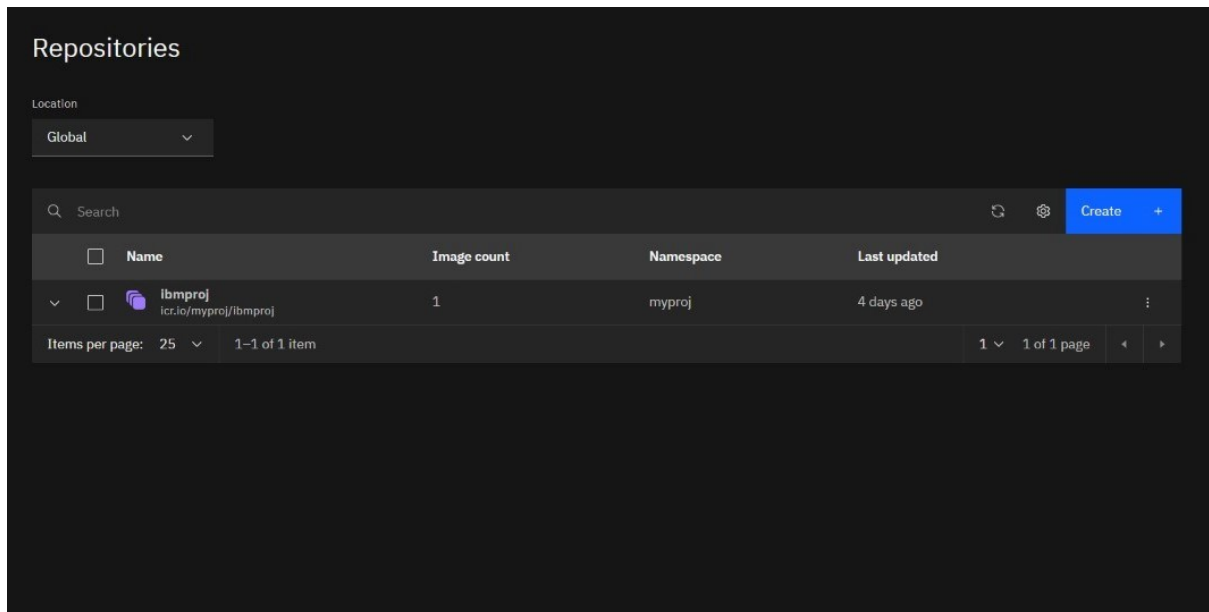 Repositories
Location
Global
Search
Create +
Name Image count Namespace Last updated
ibmproj
icr.io/myproj/ibmproj
1 myproj 4 days ago
Items per page: 25 1–1 of 1 item 1 1 of 1 page